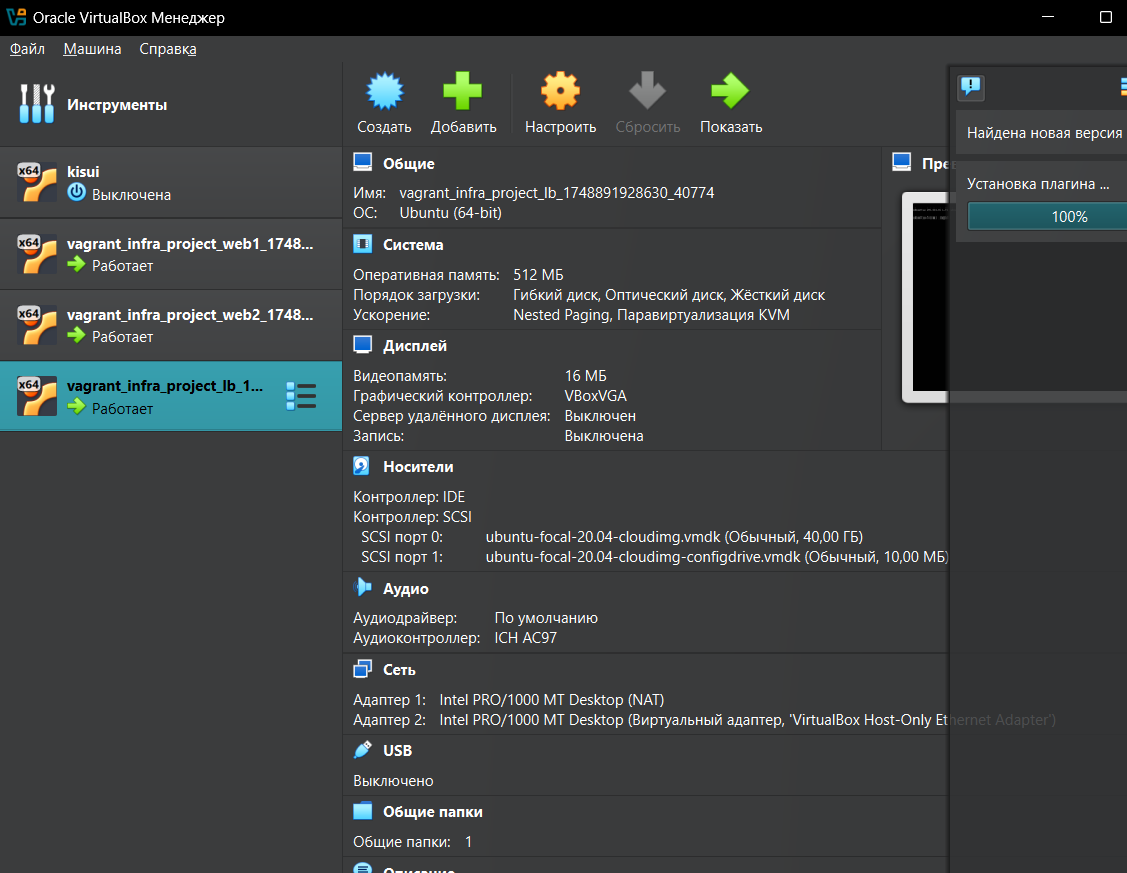 Oracle VirtualBox Менеджер
Файл Машина Справка
Инструменты
Создать Добавить Настроить Сбросить Показать
x64
kisui
Выключена
x64
vagrant_infra_project_web1_1748...
Работает
x64
vagrant_infra_project_web2_1748...
Работает
x64
vagrant_infra_project_lb_1...
Работает
Общие
Имя: vagrant_infra_project_lb_1748891928630_40774
ОС: Ubuntu (64-bit)
Система
Оперативная память: 512 МБ
Порядок загрузки: Гибкий диск, Оптический диск, Жёсткий диск
Ускорение: Nested Paging, Паравиртуализация KVM
Дисплей
Видеопамять: 16 МБ
Графический контроллер: VBoxVGA
Сервер удалённого дисплея: Выключен
Запись: Выключена
Носители
Контроллер: IDE
Контроллер: SCSI
SCSI порт 0: ubuntu-focal-20.04-cloudimg.vmdk (Обычный, 40,00 ГБ)
SCSI порт 1: ubuntu-focal-20.04-cloudimg-configdrive.vmdk (Обычный, 10,00 МБ)
Аудио
Аудиодрайвер: По умолчанию
Аудиоконтроллер: ICH AC97
Сеть
Адаптер 1: Intel PRO/1000 MT Desktop (NAT)
Адаптер 2: Intel PRO/1000 MT Desktop (Виртуальный адаптер, 'VirtualBox Host-Only Ethernet Adapter')
USB
Выключено
Общие папки
Общие папки: 1
Описание
Пре
Найдена новая версия
Установка плагина ...
100%